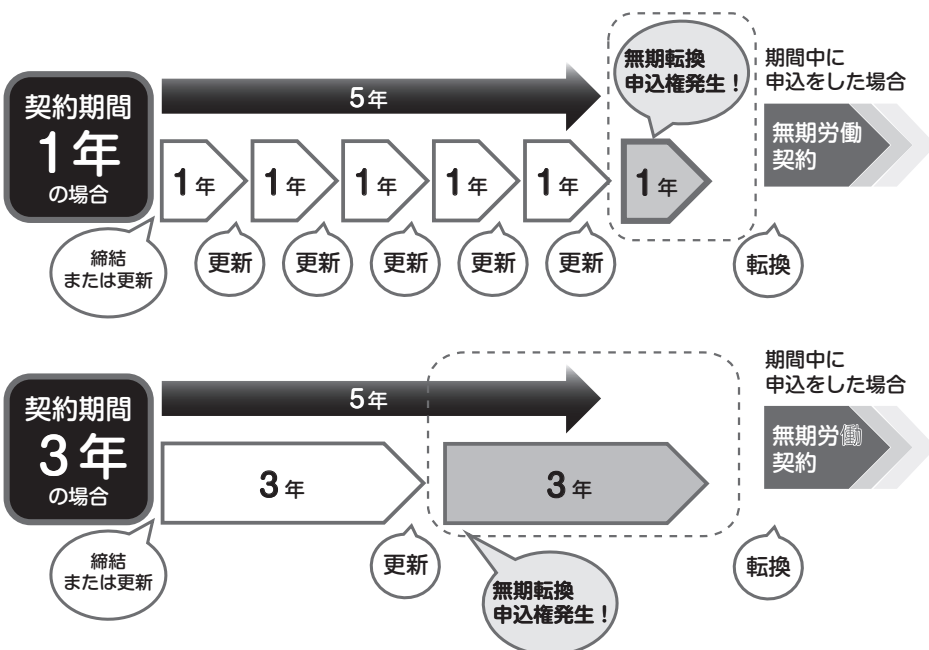 契約期間
1年
の場合
5年
無期転換
申込権発生！
期間中に
申込をした場合
無期労働
契約
1年
1年
1年
1年
1年
1年
締結
または更新
更新
更新
更新
更新
更新
転換
契約期間
3年
の場合
5年
期間中に
申込をした場合
無期労働
契約
3年
3年
締結
または更新
更新
無期転換
申込権発生！
転換